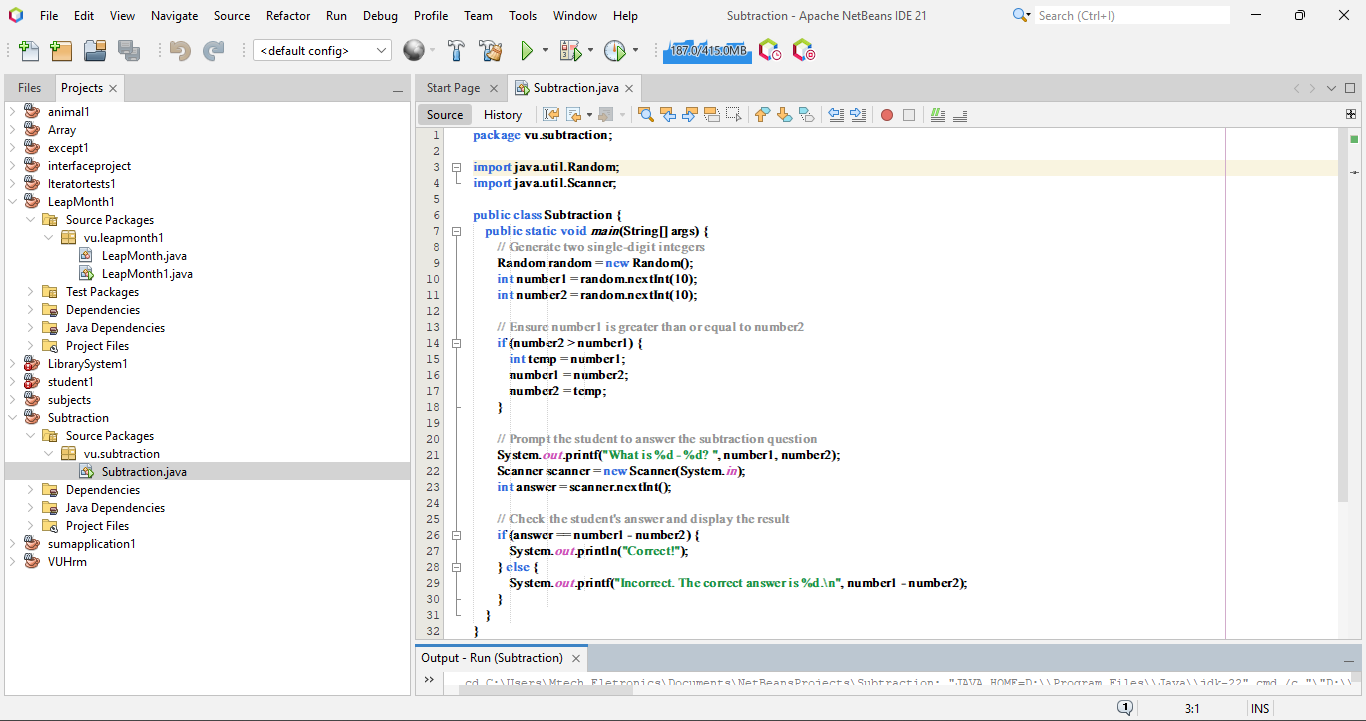 File Edit View Navigate Source Refactor Run Debug Profile Team Tools Window Help Subtraction - Apache NetBeans IDE 21 Search (Ctrl+I)
<default config> 187.0/415.0MB
Files Projects
animal1
Array
except1
interfaceproject
Iteratortests1
LeapMonth1
Source Packages
vu.leapmonth1
LeapMonth.java
LeapMonth1.java
Test Packages
Dependencies
Java Dependencies
Project Files
LibrarySystem1
student1
subjects
Subtraction
Source Packages
vu.subtraction
Subtraction.java
Dependencies
Java Dependencies
Project Files
sumapplication1
VUHrm
Start Page Subtraction.java
Source History
1 package vu.subtraction;
2
3 import java.util.Random;
4 import java.util.Scanner;
5
6 public class Subtraction {
7 public static void main(String[] args) {
8 // Generate two single-digit integers
9 Random random = new Random();
10 int number1 = random.nextInt(10);
11 int number2 = random.nextInt(10);
12
13 // Ensure number1 is greater than or equal to number2
14 if (number2 > number1) {
15 int temp = number1;
16 number1 = number2;
17 number2 = temp;
18 }
19
20 // Prompt the student to answer the subtraction question
21 System.out.printf("What is %d - %d? ", number1, number2);
22 Scanner scanner = new Scanner(System.in);
23 int answer = scanner.nextInt();
24
25 // Check the student's answer and display the result
26 if (answer == number1 - number2) {
27 System.out.println("Correct!");
28 } else {
29 System.out.printf("Incorrect. The correct answer is %d.\n", number1 - number2);
30 }
31 }
32 }
Output - Run (Subtraction)
cd C:\Users\Mtech Eletronics\Documents\NetBeansProjects\Subtraction; "JAVA_HOME=D:\\Program Files\\Java\\jdk-22" cmd /c "\"D:\\
1 3:1 INS